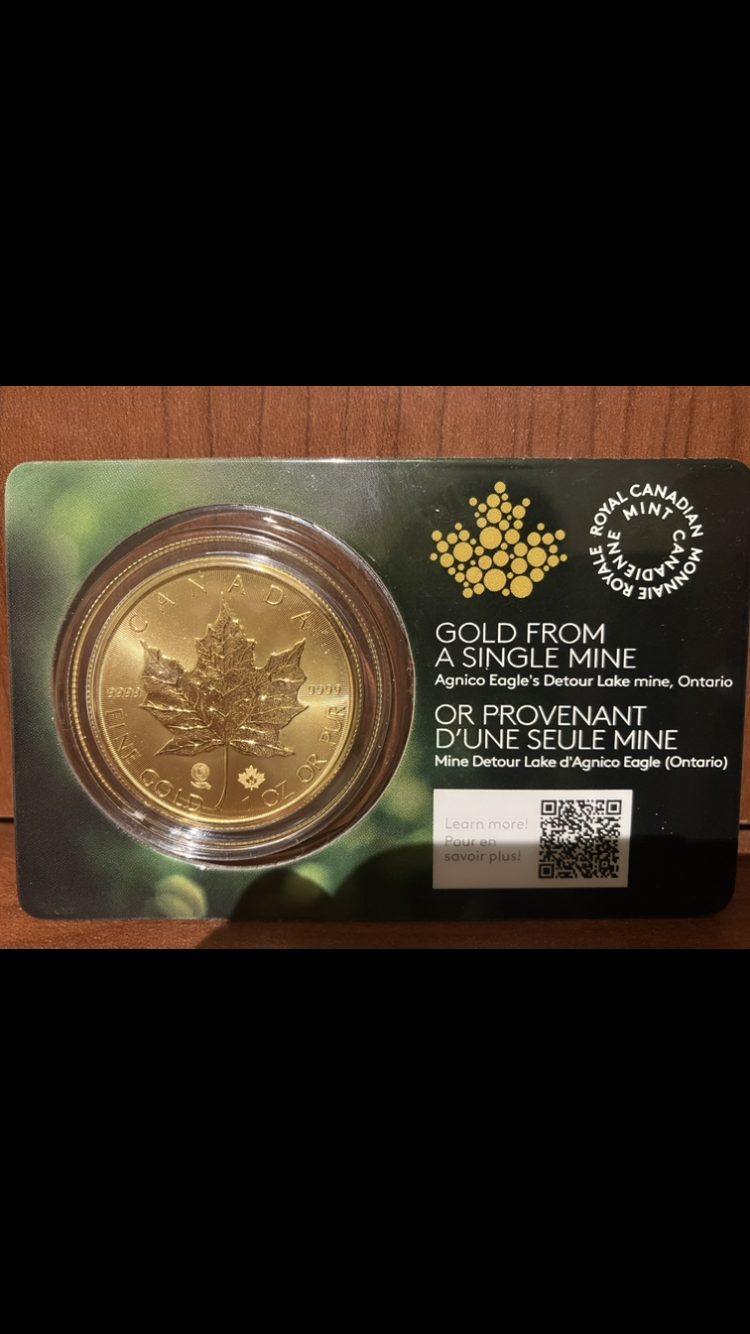 CANADA
9999
9999
FINE GOLD 1 OZ OR PUR
ROYAL CANADIAN MINT
MONNAIE ROYALE CANADIENNE
GOLD FROM
A SINGLE MINE
Agnico Eagle's Detour Lake mine, Ontario
OR PROVENANT
D'UNE SEULE MINE
Mine Detour Lake d'Agnico Eagle (Ontario)
Learn more!
Pour en
savoir plus!